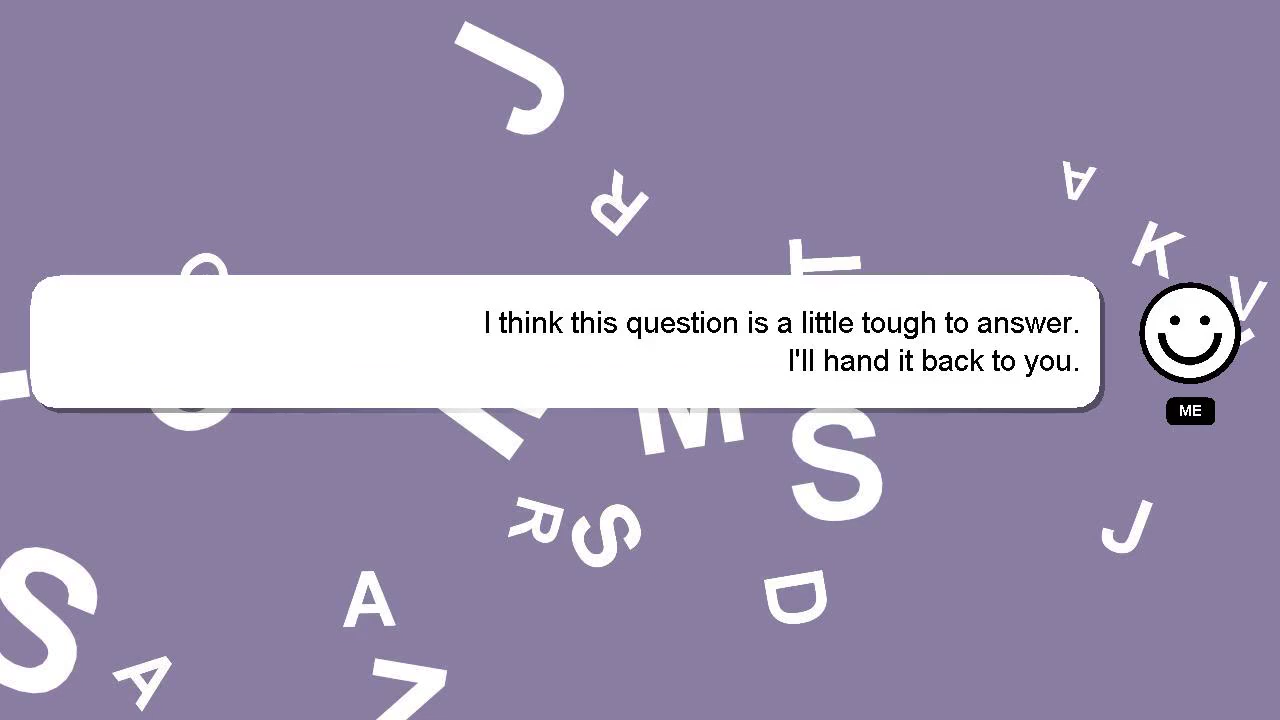 J
R
A
K
V
T
I think this question is a little tough to answer.
I'll hand it back to you.
ME
M
S
R
S
J
D
A
S
A
Z